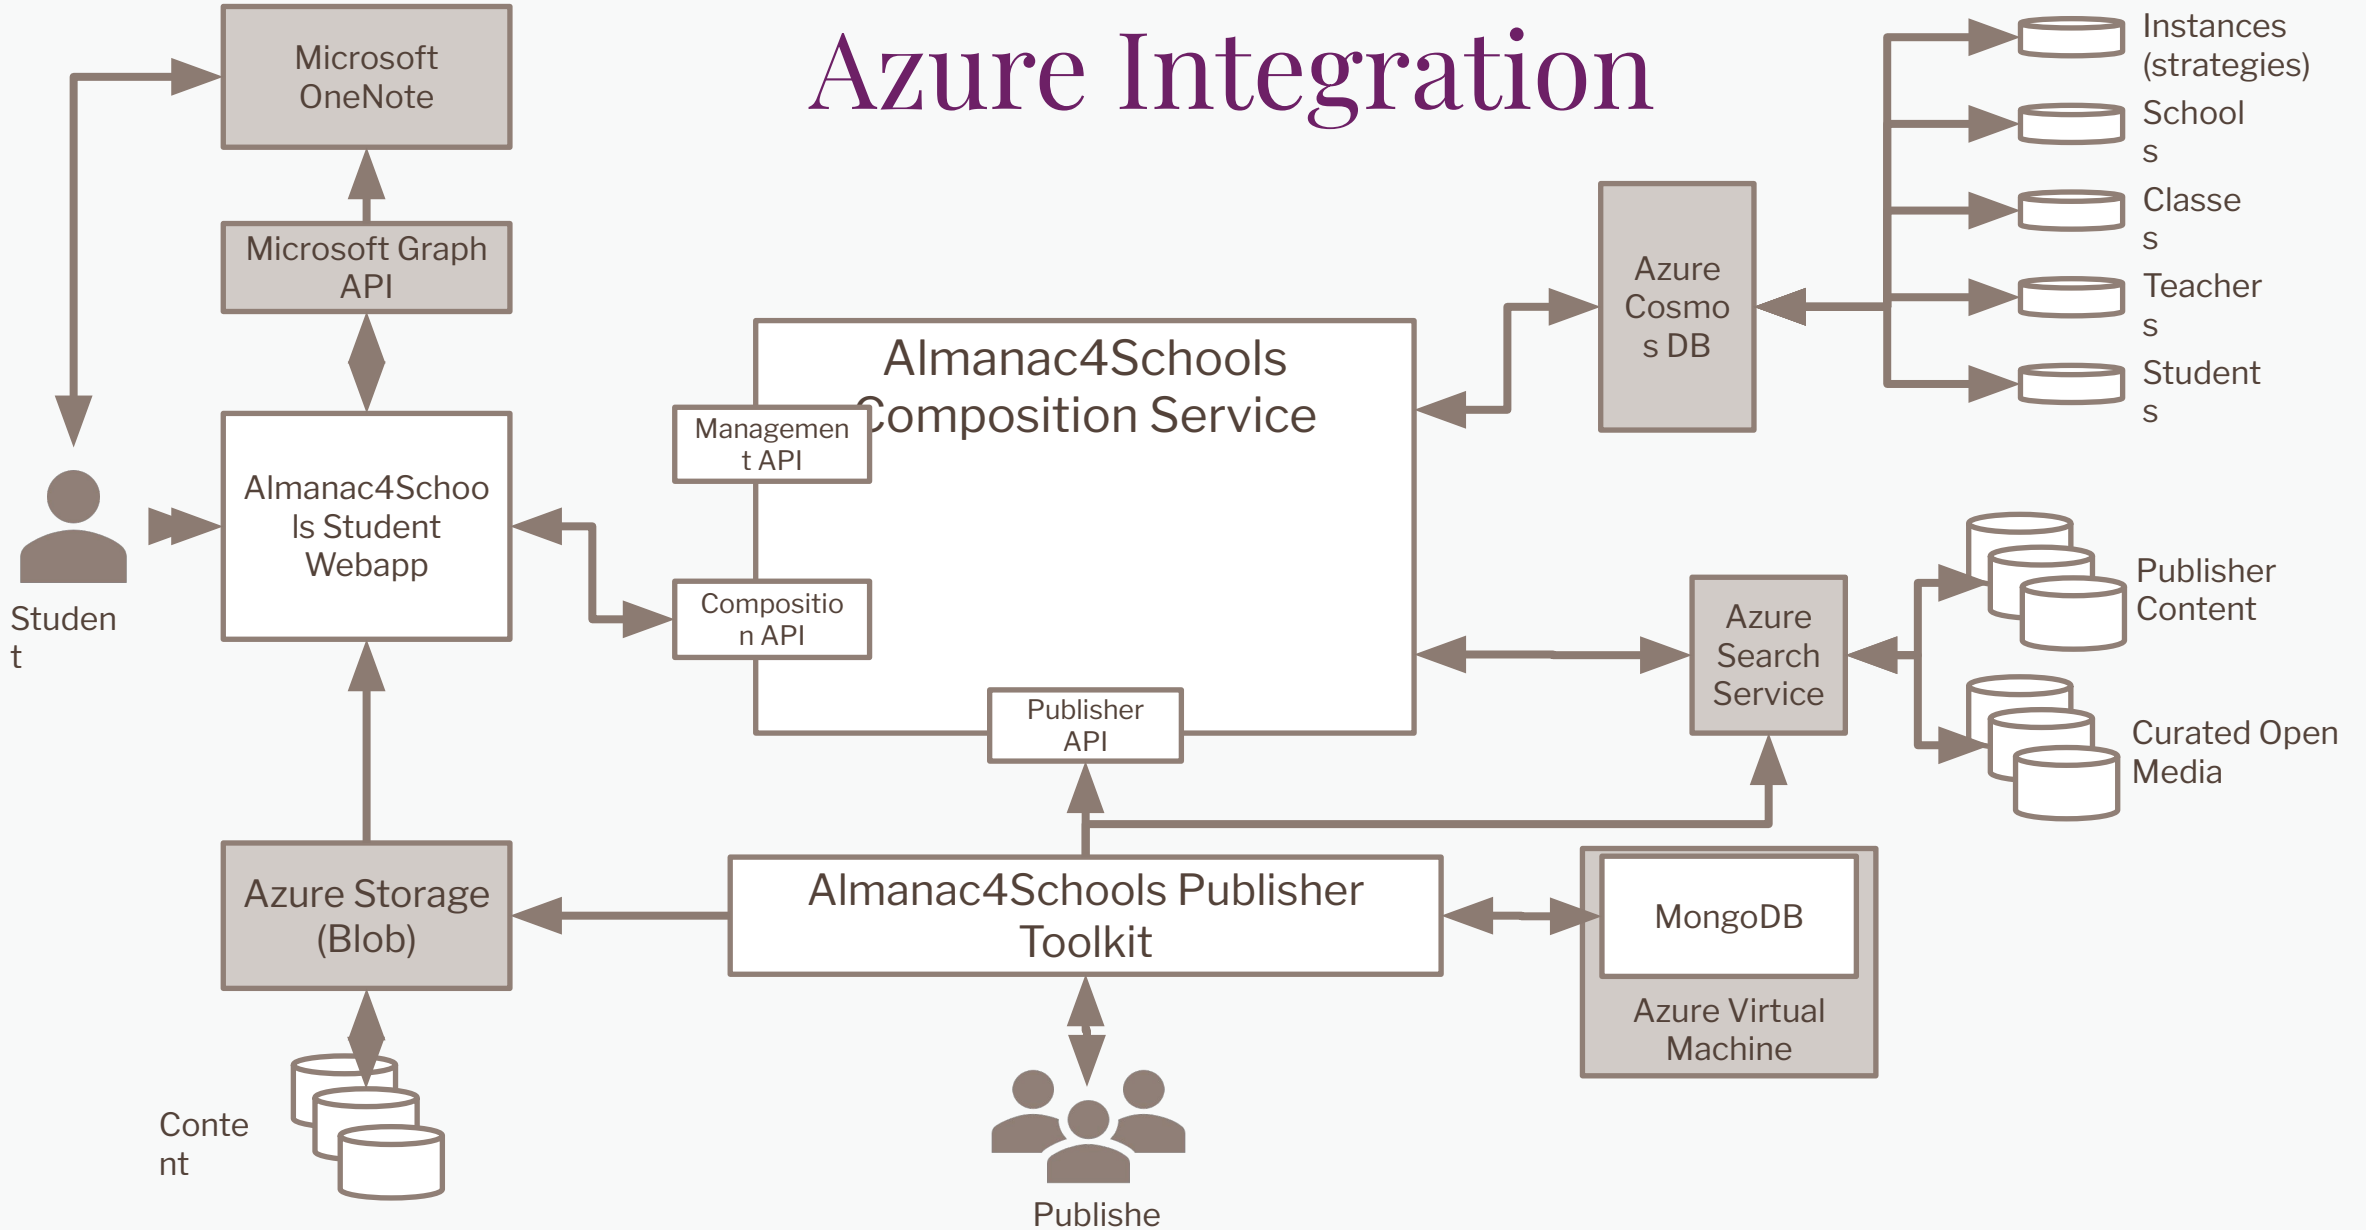 Azure Integration
Microsoft
OneNote
Microsoft Graph
API
Almanac4Schoo
ls Student
Webapp
Studen
t
Azure Storage
(Blob)
Conte
nt
Almanac4Schools
Composition Service
Managemen
t API
Compositio
n API
Publisher
API
Almanac4Schools Publisher
Toolkit
Publishe
Azure
Cosmo
s DB
Instances
(strategies)
School
s
Classe
s
Teacher
s
Student
s
Azure
Search
Service
Publisher
Content
Curated Open
Media
MongoDB
Azure Virtual
Machine